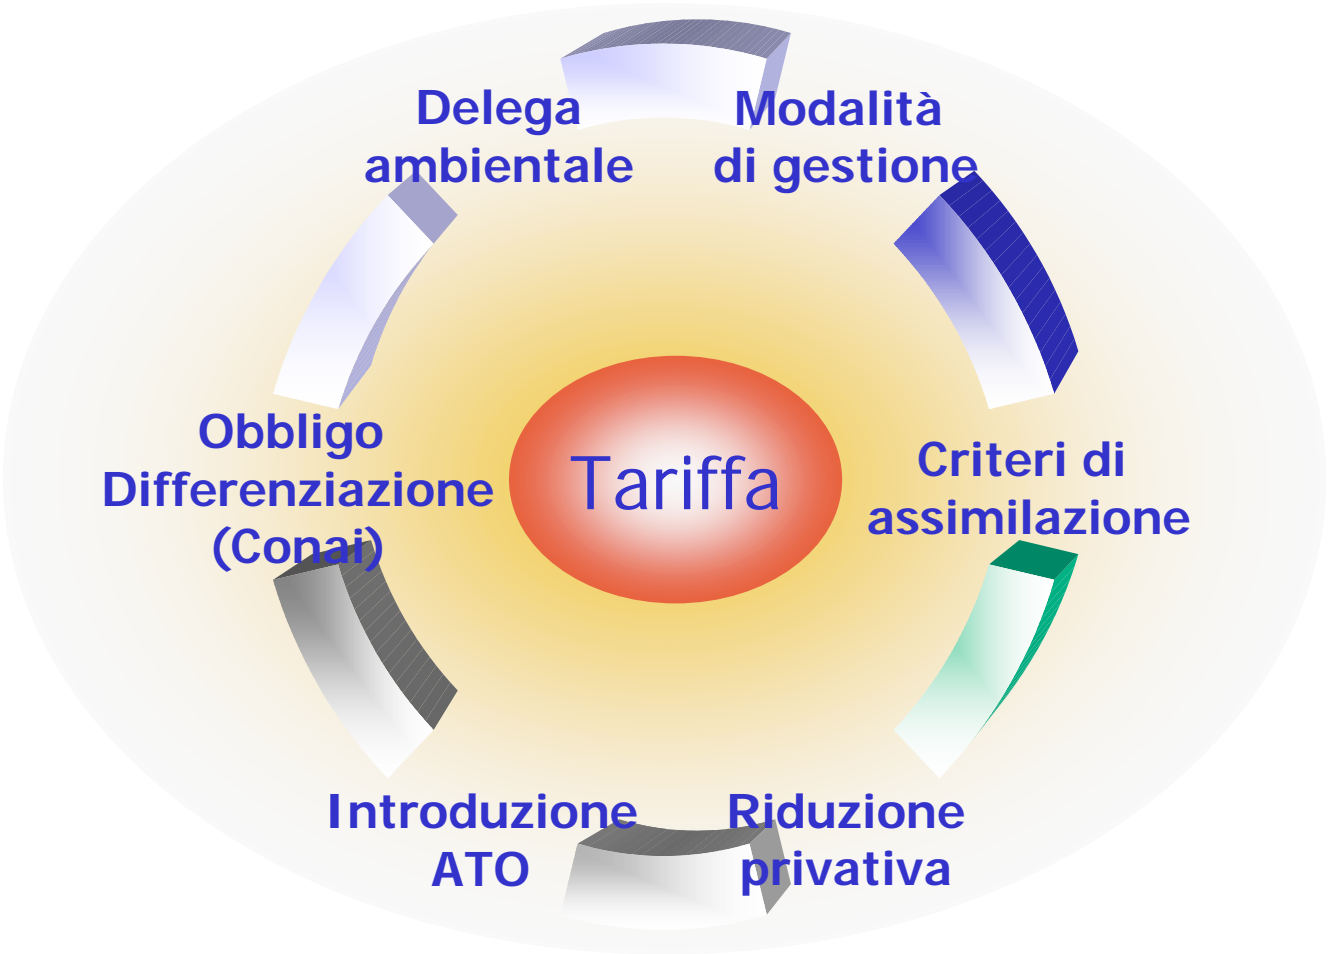 Delega
ambientale
Modalità
di gestione
Obbligo
Differenziazione
(Conai)
Tariffa
Criteri di
assimilazione
Introduzione
ATO
Riduzione
privativa